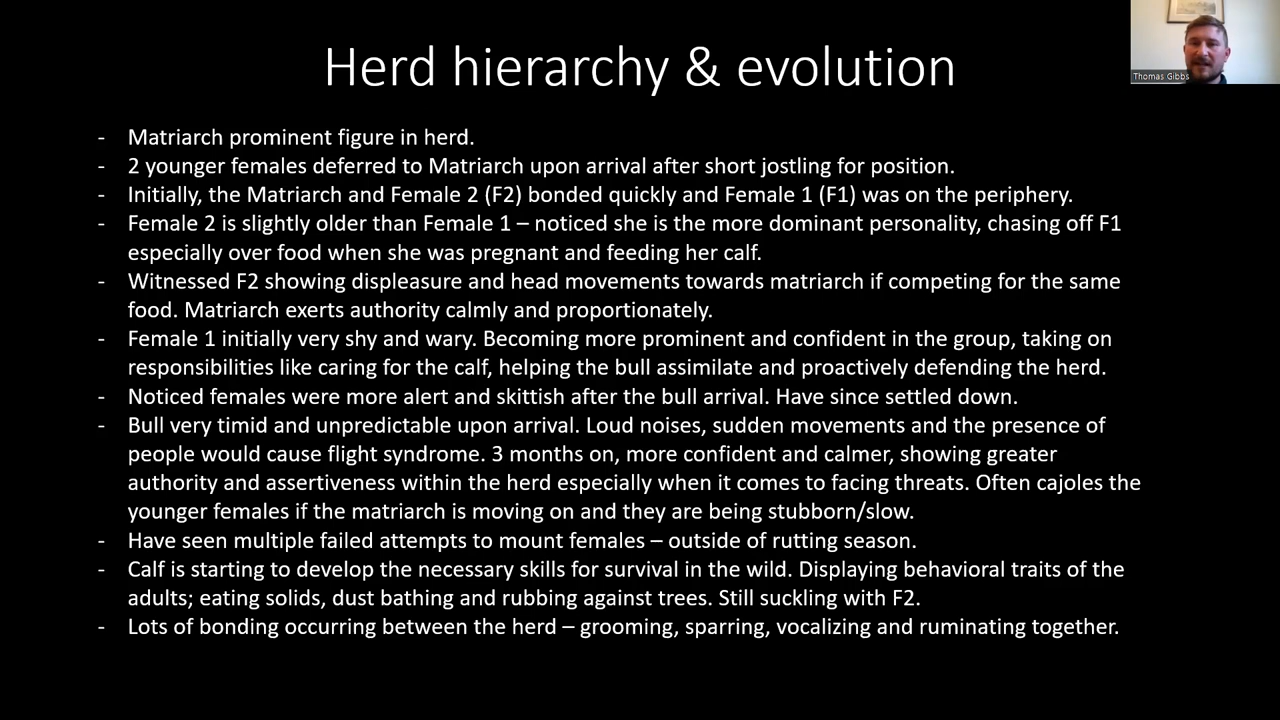 Herd hierarchy & evolution
Thomas Gibbs
- Matriarch prominent figure in herd.
- 2 younger females deferred to Matriarch upon arrival after short jostling for position.
- Initially, the Matriarch and Female 2 (F2) bonded quickly and Female 1 (F1) was on the periphery.
- Female 2 is slightly older than Female 1 – noticed she is the more dominant personality, chasing off F1
especially over food when she was pregnant and feeding her calf.
- Witnessed F2 showing displeasure and head movements towards matriarch if competing for the same
food. Matriarch exerts authority calmly and proportionately.
- Female 1 initially very shy and wary. Becoming more prominent and confident in the group, taking on
responsibilities like caring for the calf, helping the bull assimilate and proactively defending the herd.
- Noticed females were more alert and skittish after the bull arrival. Have since settled down.
- Bull very timid and unpredictable upon arrival. Loud noises, sudden movements and the presence of
people would cause flight syndrome. 3 months on, more confident and calmer, showing greater
authority and assertiveness within the herd especially when it comes to facing threats. Often cajoles the
younger females if the matriarch is moving on and they are being stubborn/slow.
- Have seen multiple failed attempts to mount females – outside of rutting season.
- Calf is starting to develop the necessary skills for survival in the wild. Displaying behavioral traits of the
adults; eating solids, dust bathing and rubbing against trees. Still suckling with F2.
- Lots of bonding occurring between the herd – grooming, sparring, vocalizing and ruminating together.